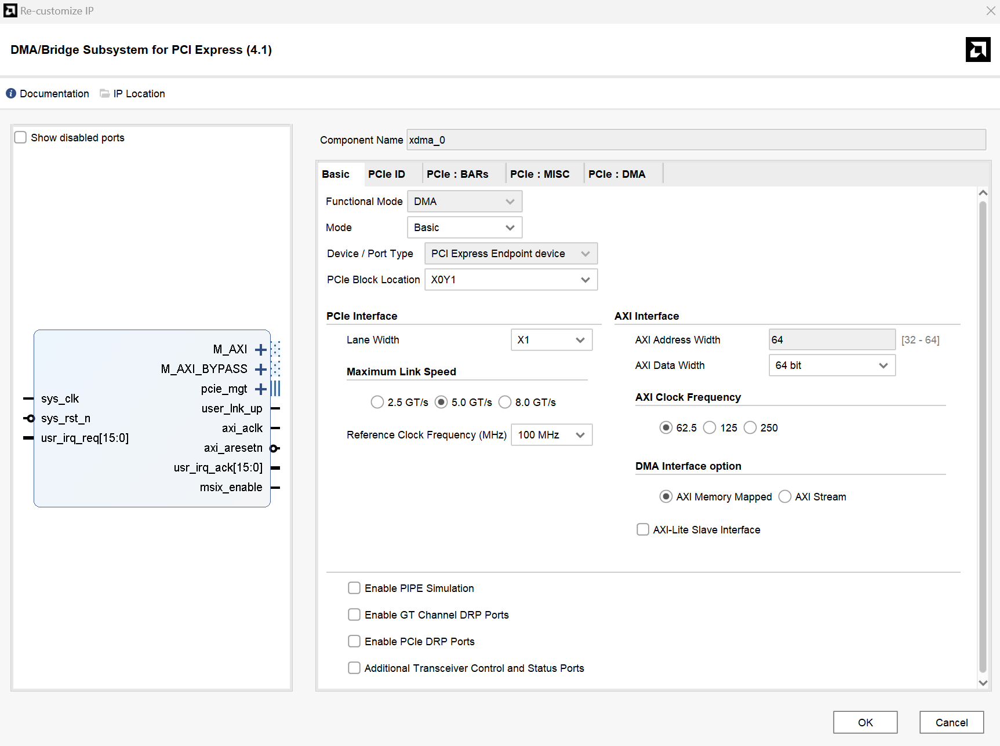 Re-customize IP
DMA/Bridge Subsystem for PCI Express (4.1)
Documentation IP Location
Show disabled ports
M_AXI
M_AXI_BYPASS
pcie_mgt
sys_clk
user_lnk_up
sys_rst_n
axi_aclk
usr_irq_req[15:0]
axi_aresetn
usr_irq_ack[15:0]
msix_enable
Component Name xdma_0
Basic PCIe ID PCIe : BARs PCIe : MISC PCIe : DMA
Functional Mode DMA
Mode Basic
Device / Port Type PCI Express Endpoint device
PCIe Block Location X0Y1
PCIe Interface
Lane Width X1
Maximum Link Speed
2.5 GT/s 5.0 GT/s 8.0 GT/s
Reference Clock Frequency (MHz) 100 MHz
AXI Interface
AXI Address Width 64 [32 - 64]
AXI Data Width 64 bit
AXI Clock Frequency
62.5 125 250
DMA Interface option
AXI Memory Mapped AXI Stream
AXI-Lite Slave Interface
Enable PIPE Simulation
Enable GT Channel DRP Ports
Enable PCIe DRP Ports
Additional Transceiver Control and Status Ports
OK Cancel